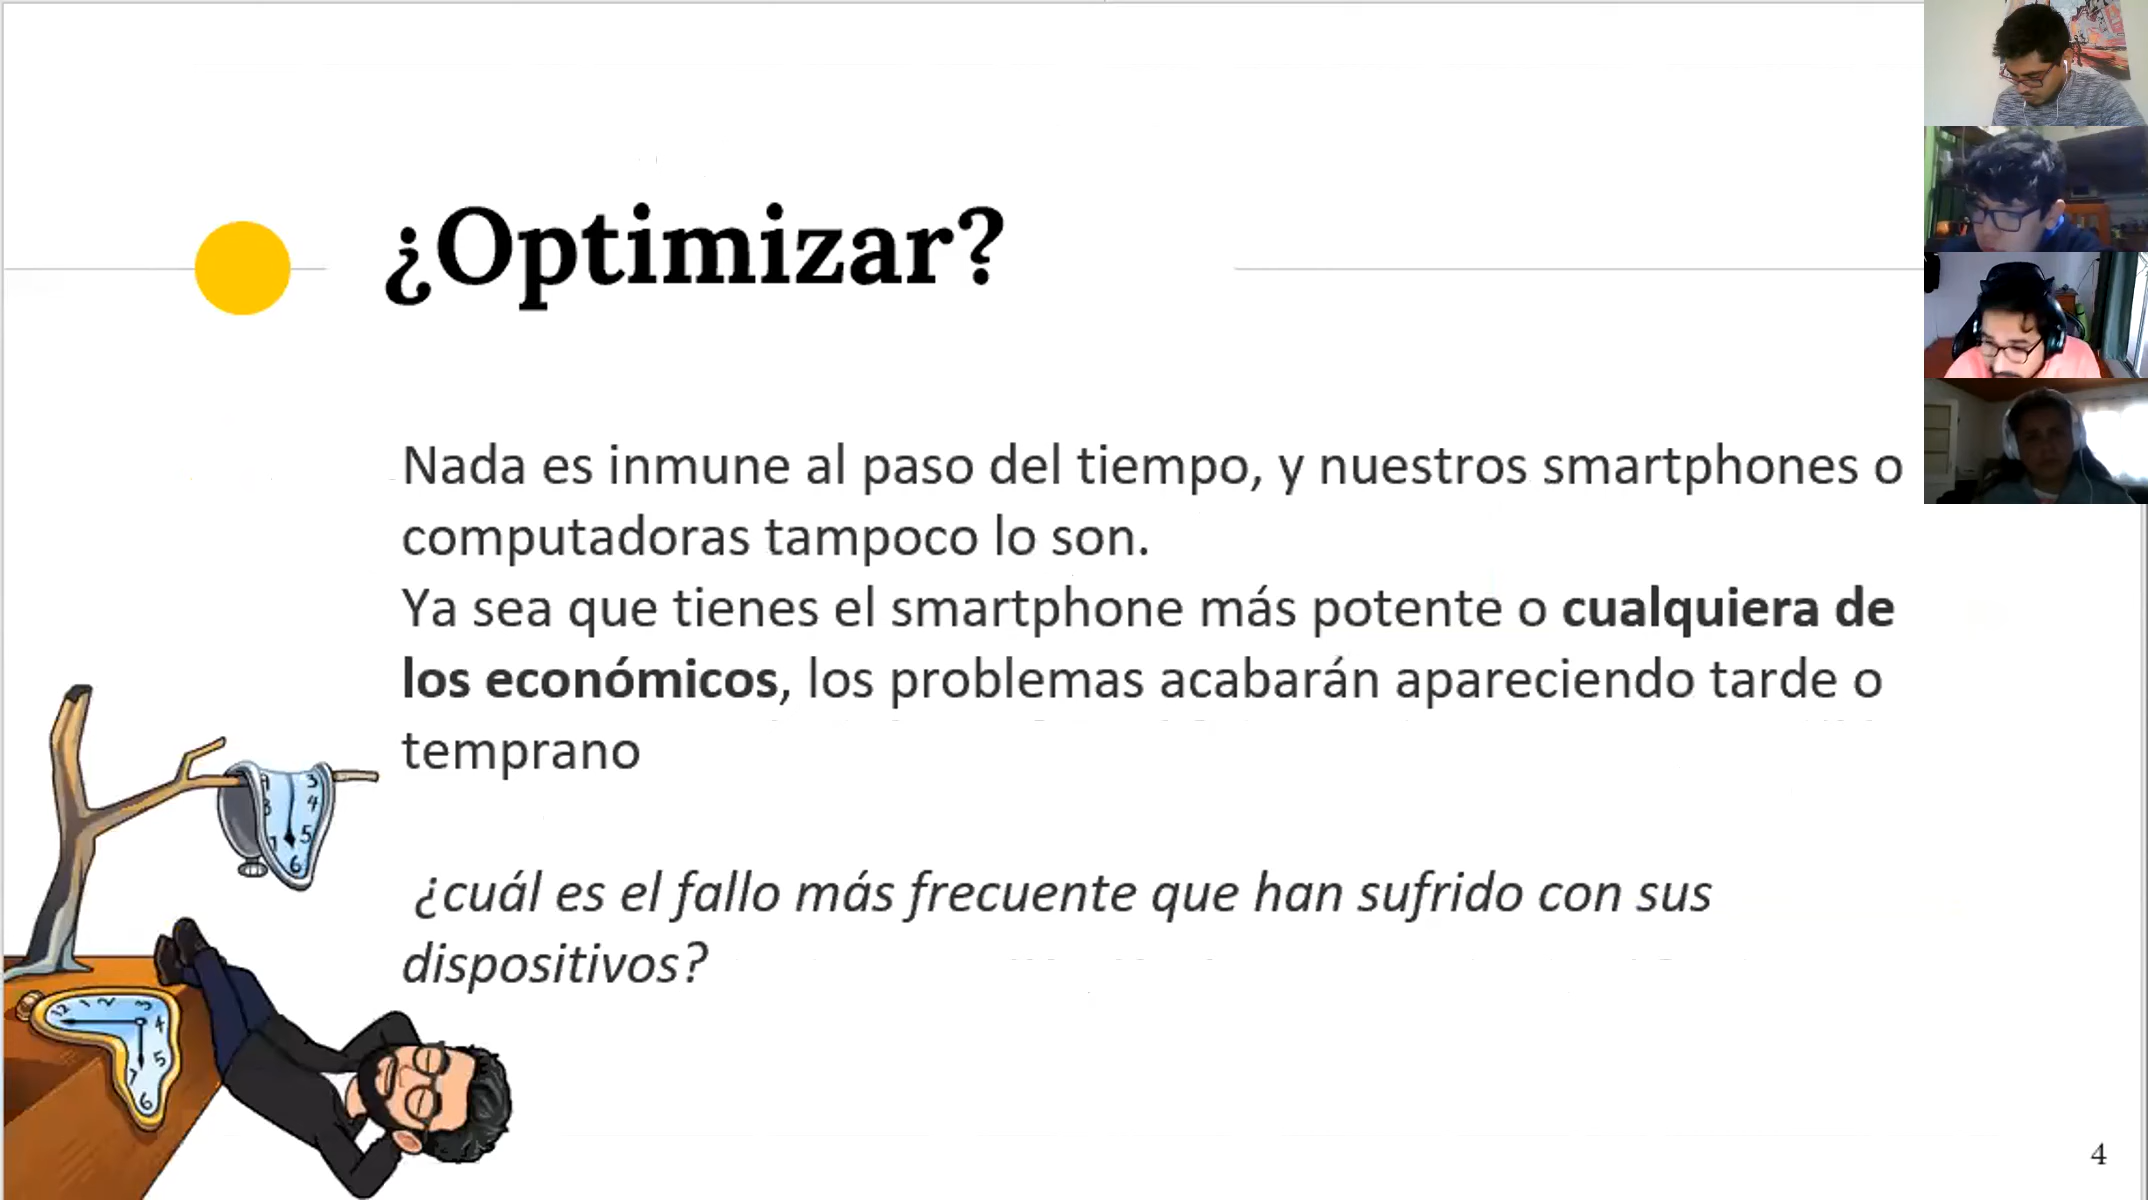 ¿Optimizar?
Nada es inmune al paso del tiempo, y nuestros smartphones o
computadoras tampoco lo son.
Ya sea que tienes el smartphone más potente o cualquiera de
los económicos, los problemas acabarán apareciendo tarde o
temprano
¿cuál es el fallo más frecuente que han sufrido con sus
dispositivos?
4